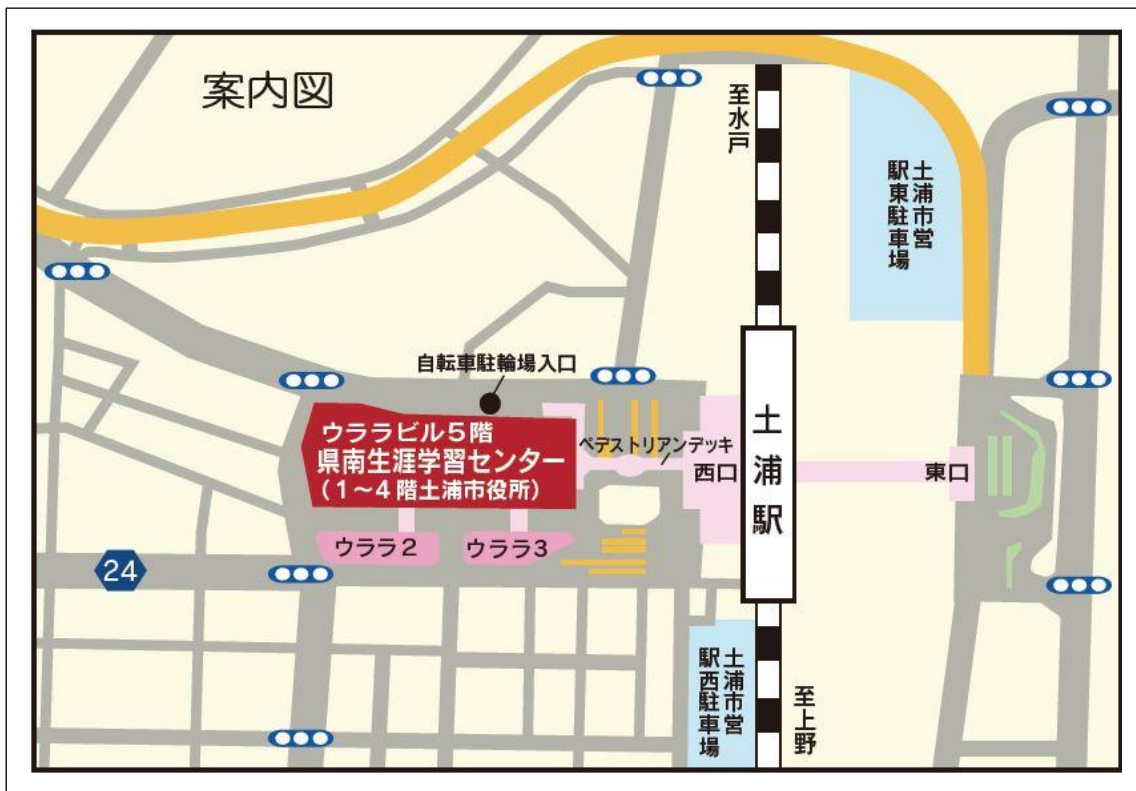 案内図
至水戸
土浦市営
駅東駐車場
自転車駐輪場入口
ウララビル5階
県南生涯学習センター
(1～4階土浦市役所)
ペデストリアンデッキ
西口
土浦駅
東口
ウララ2
ウララ3
24
土浦市営
駅西駐車場
至上野